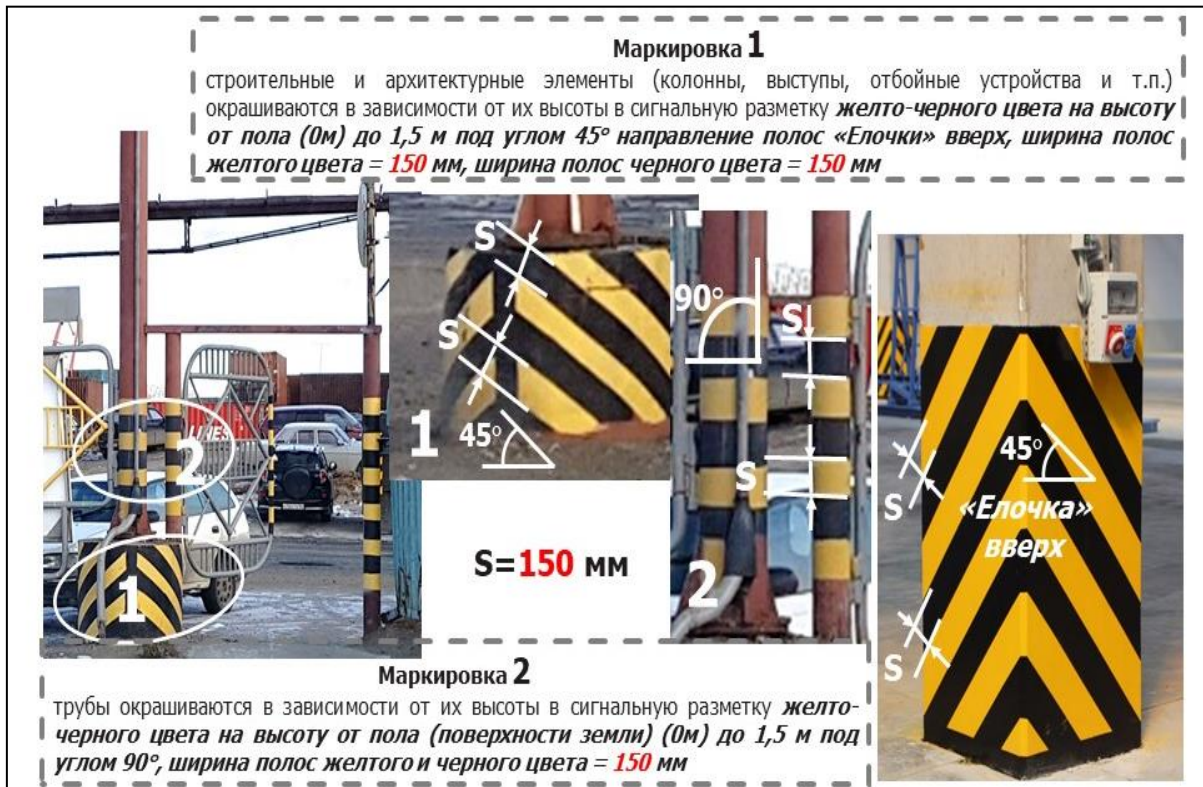 Маркировка 1
строительные и архитектурные элементы (колонны, выступы, отбойные устройства и т.п.)
окрашиваются в зависимости от их высоты в сигнальную разметку желто-черного цвета на высоту
от пола (0м) до 1,5 м под углом 45° направление полос «Елочки» вверх, ширина полос
желтого цвета = 150 мм, ширина полос черного цвета = 150 мм
S
S
45°
1
90°
S
S
2
LINES
2
1
S=150 мм
S
45°
«Елочка»
вверх
S
Маркировка 2
трубы окрашиваются в зависимости от их высоты в сигнальную разметку желто-
черного цвета на высоту от пола (поверхности земли) (0м) до 1,5 м под
углом 90°, ширина полос желтого и черного цвета = 150 мм